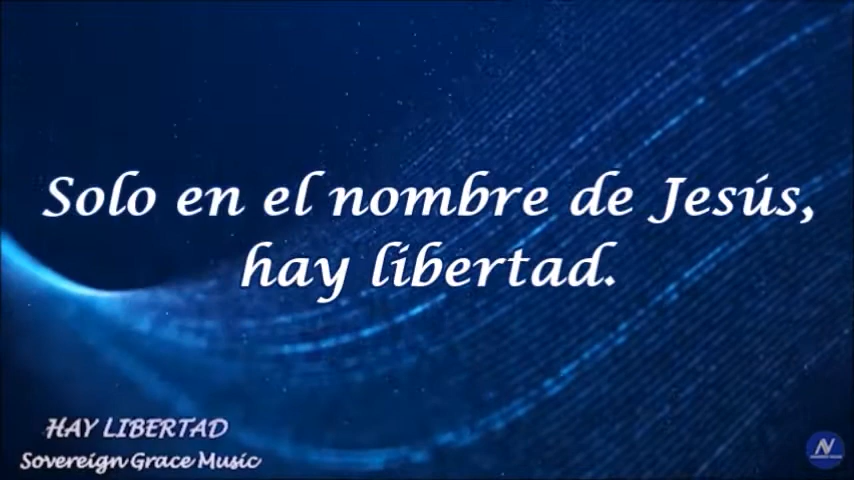 Solo en el nombre de Jesús,
hay libertad.
HAY LIBERTAD
Sovereign Grace Music